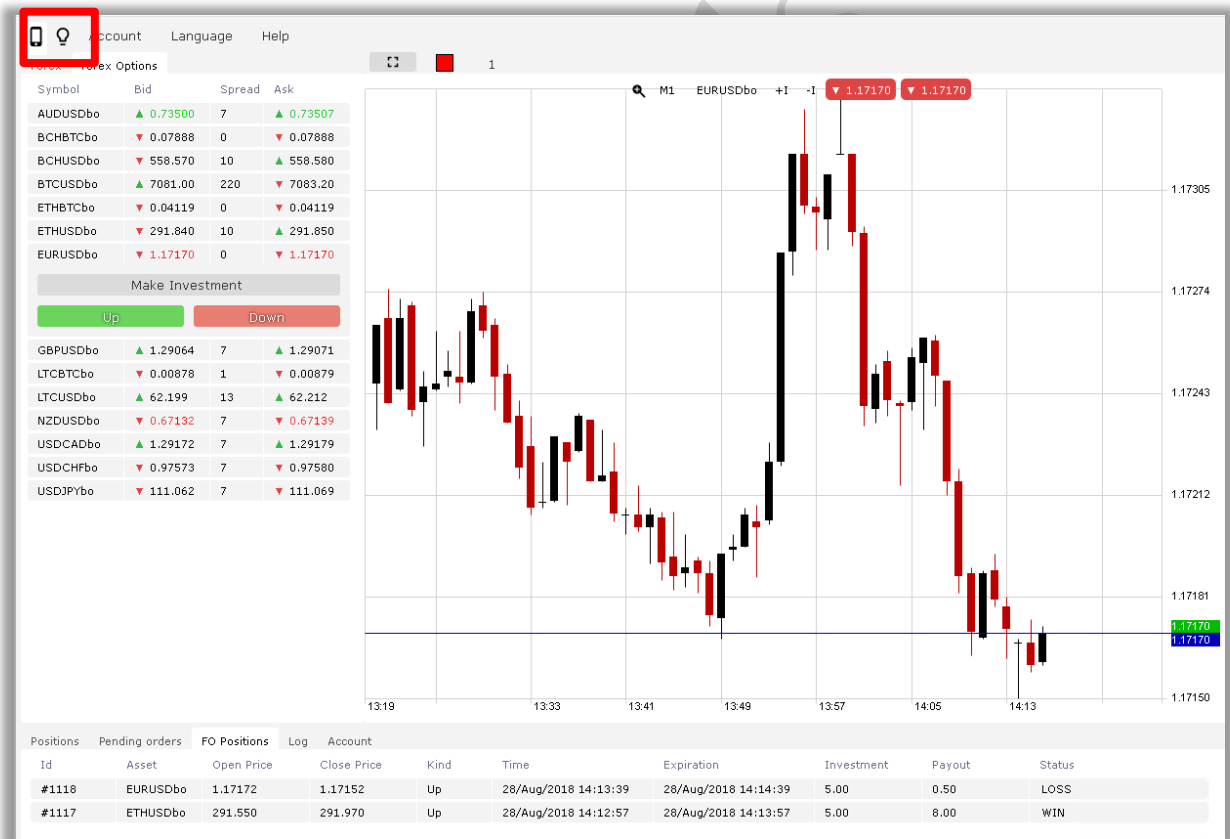 Account Language Help
Forex Forex Options
1
Symbol Bid Spread Ask
AUDUSDbo ▲ 0.73500 7 ▲ 0.73507
BCHBTCbo ▼ 0.07888 0 ▼ 0.07888
BCHUSDbo ▼ 558.570 10 ▲ 558.580
BTCUSDbo ▲ 7081.00 220 ▼ 7083.20
ETHBTCbo ▼ 0.04119 0 ▼ 0.04119
ETHUSDbo ▼ 291.840 10 ▲ 291.850
EURUSDbo ▼ 1.17170 0 ▼ 1.17170
Make Investment
Up Down
GBPUSDbo ▲ 1.29064 7 ▲ 1.29071
LTCBTCbo ▼ 0.00878 1 ▼ 0.00879
LTCUSDbo ▲ 62.199 13 ▲ 62.212
NZDUSDbo ▼ 0.67132 7 ▼ 0.67139
USDCADbo ▲ 1.29172 7 ▲ 1.29179
USDCHFbo ▼ 0.97573 7 ▼ 0.97580
USDJPYbo ▼ 111.062 7 ▼ 111.069
M1 EURUSDbo +I -I ▼ 1.17170 ▼ 1.17170
1.17305
1.17274
1.17243
1.17212
1.17181
1.17170
1.17170
1.17150
13:19 13:33 13:41 13:49 13:57 14:05 14:13
Positions Pending orders FO Positions Log Account
Id Asset Open Price Close Price Kind Time Expiration Investment Payout Status
#1118 EURUSDbo 1.17172 1.17152 Up 28/Aug/2018 14:13:39 28/Aug/2018 14:14:39 5.00 0.50 LOSS
#1117 ETHUSDbo 291.550 291.970 Up 28/Aug/2018 14:12:57 28/Aug/2018 14:13:57 5.00 8.00 WIN